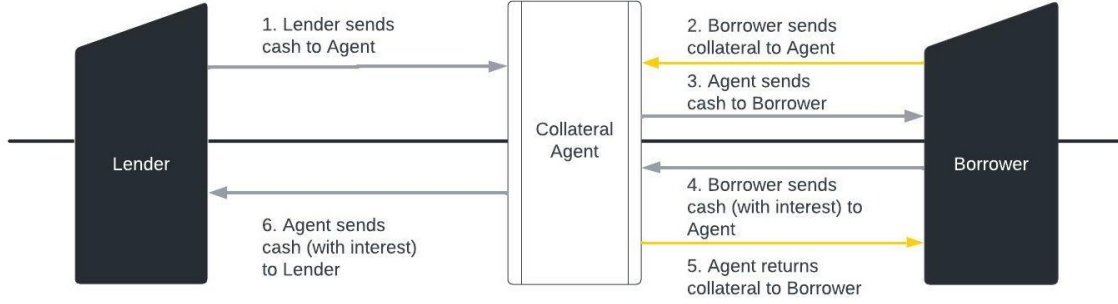 1. Lender sends
cash to Agent
2. Borrower sends
collateral to Agent
3. Agent sends
cash to Borrower
Lender
Collateral
Agent
Borrower
4. Borrower sends
cash (with interest) to
Agent
6. Agent sends
cash (with interest)
to Lender
5. Agent returns
collateral to Borrower